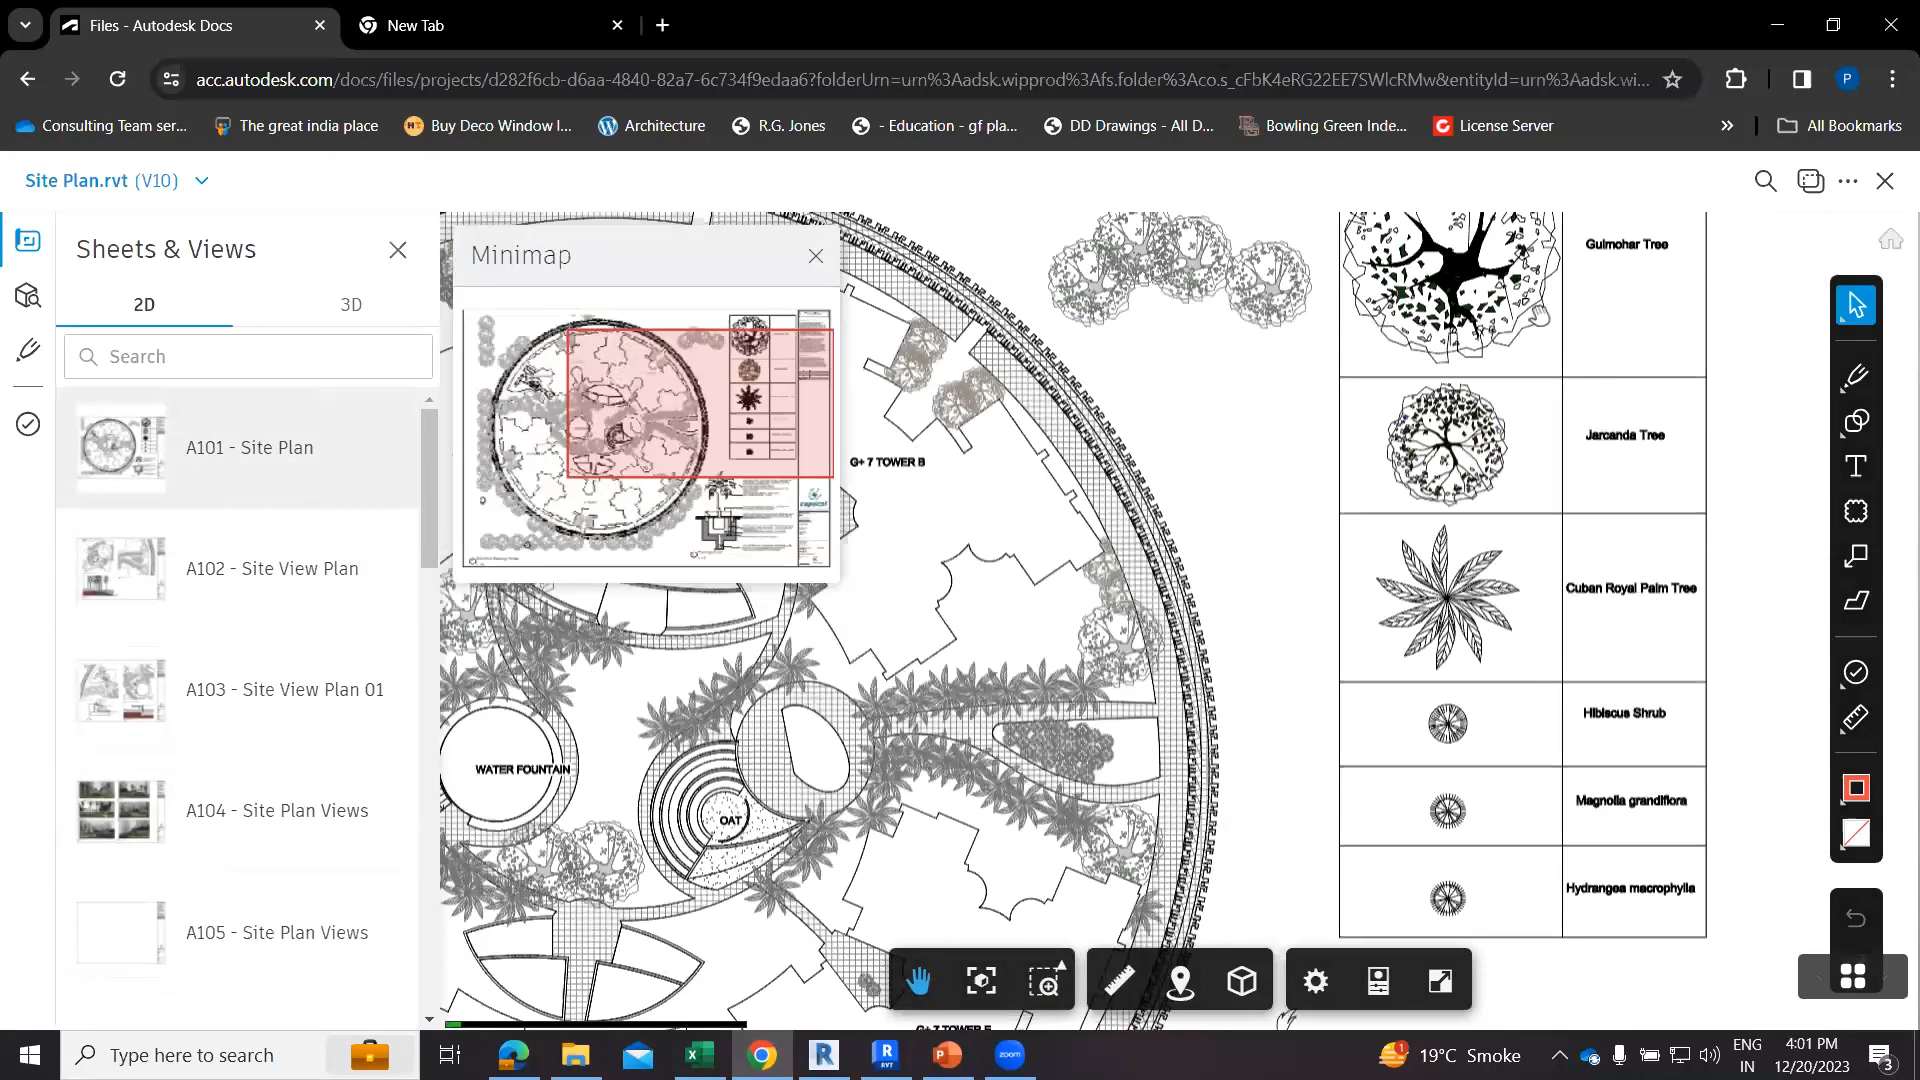 Files - Autodesk Docs
New Tab
acc.autodesk.com/docs/files/projects/d282f6cb-d6aa-4840-82a7-6c734f9edaa6?folderUrn=urn%3Aadsk.wipprod%3Afs.folder%3Aco.s_cFbK4eRG22EE7SWlcRMw&entityId=urn%3Aadsk.wi...
P
Consulting Team ser...
The great india place
Buy Deco Window I...
Architecture
R.G. Jones
- Education - gf pla...
DD Drawings - All D...
Bowling Green Inde...
License Server
All Bookmarks
Site Plan.rvt (V10)
Sheets & Views
2D
3D
Search
A101 - Site Plan
A102 - Site View Plan
A103 - Site View Plan 01
A104 - Site Plan Views
A105 - Site Plan Views
Minimap
G+ 7 TOWER B
WATER FOUNTAIN
OAT
Gulmohar Tree
Jarcanda Tree
Cuban Royal Palm Tree
Hibiscus Shrub
Magnolia grandiflora
Hydrangea macrophylla
Type here to search
19°C Smoke
ENG
IN
4:01 PM
12/20/2023
3